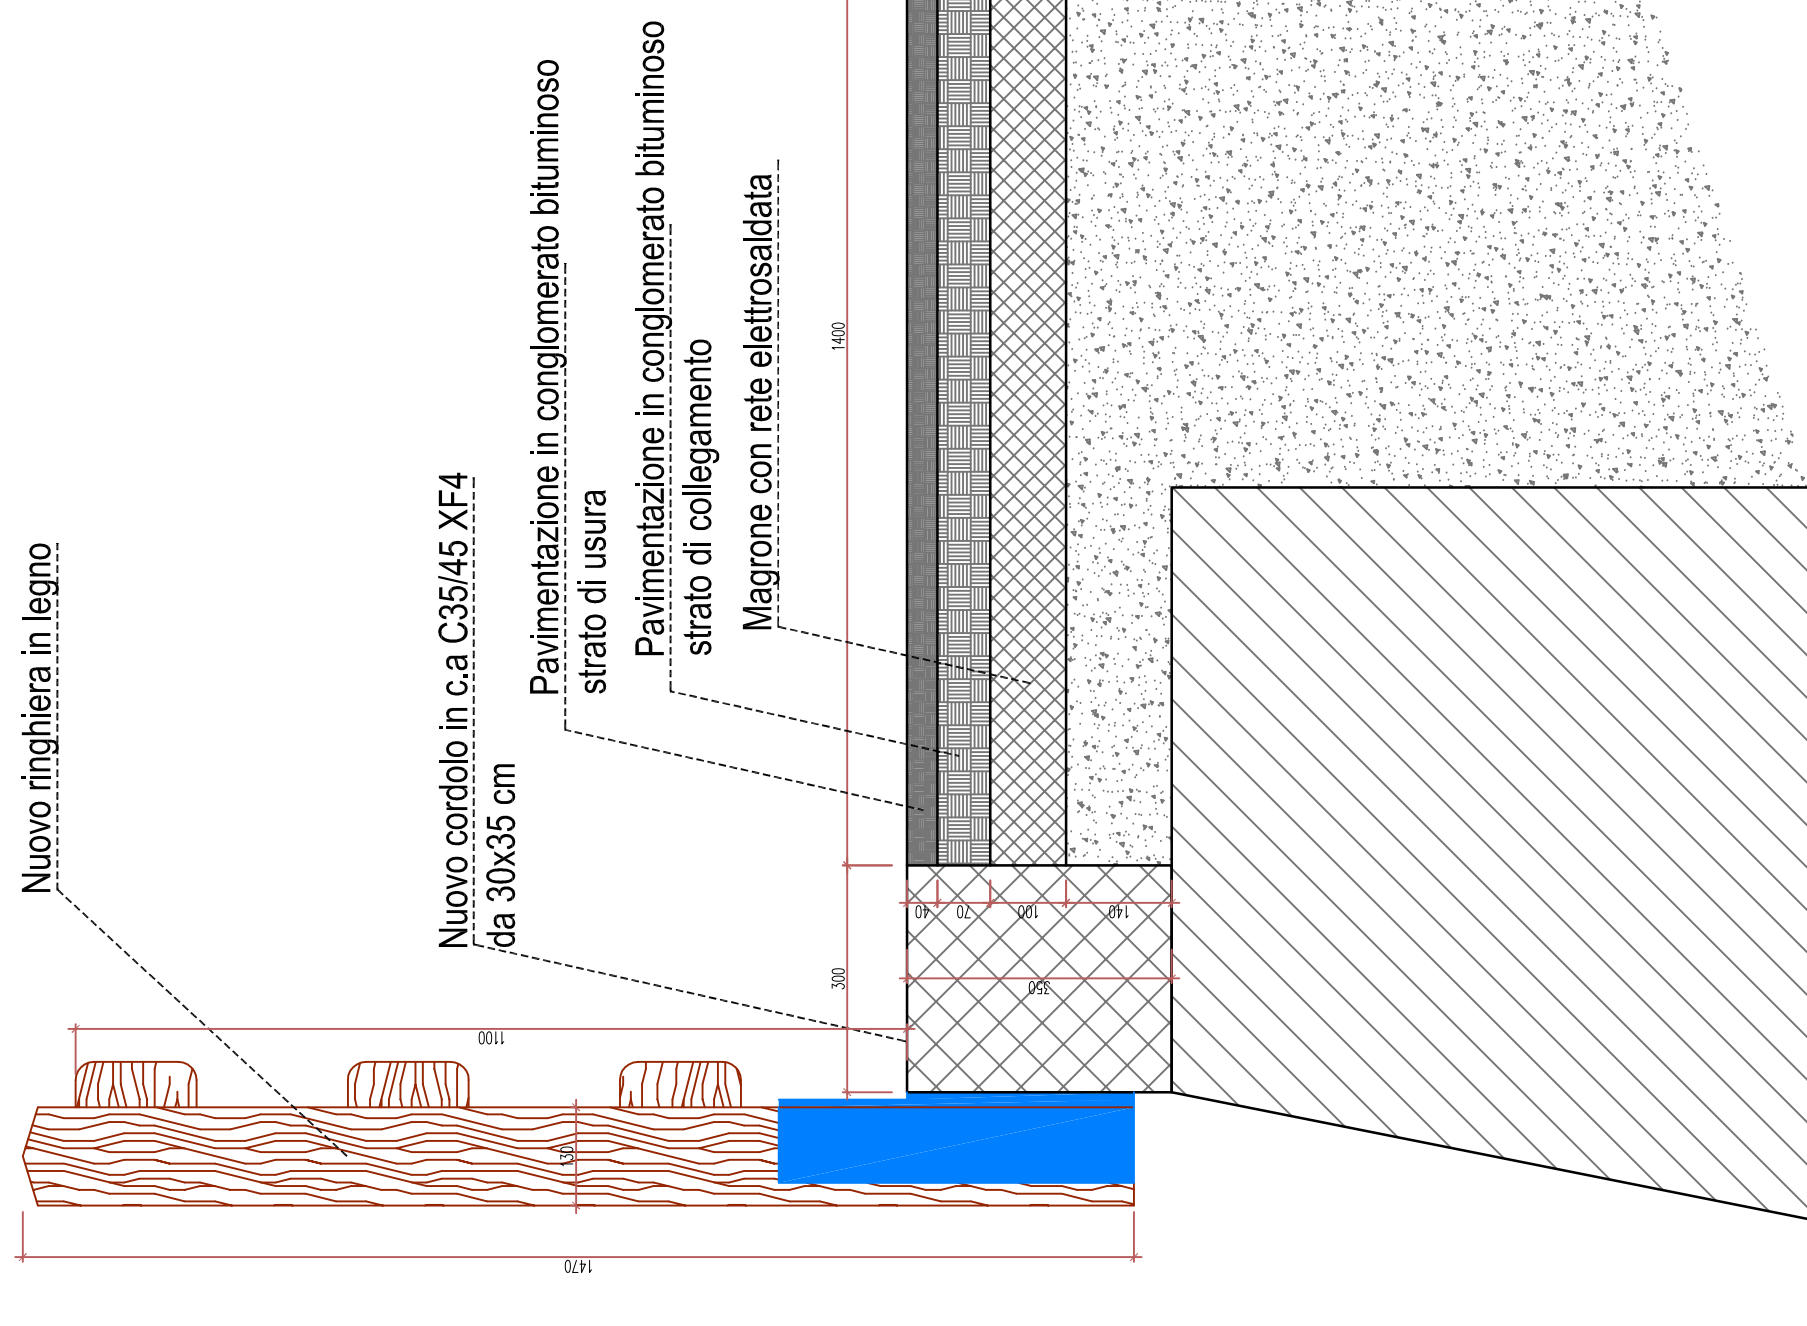 Nuovo ringhiera in legno
Nuovo cordolo in c.a C35/45 XF4
da 30x35 cm
Pavimentazione in conglomerato bituminoso
strato di usura
Pavimentazione in conglomerato bituminoso
strato di collegamento
Magrone con rete elettrosaldata
1400
300
40
70
100
140
350
1100
130
1470